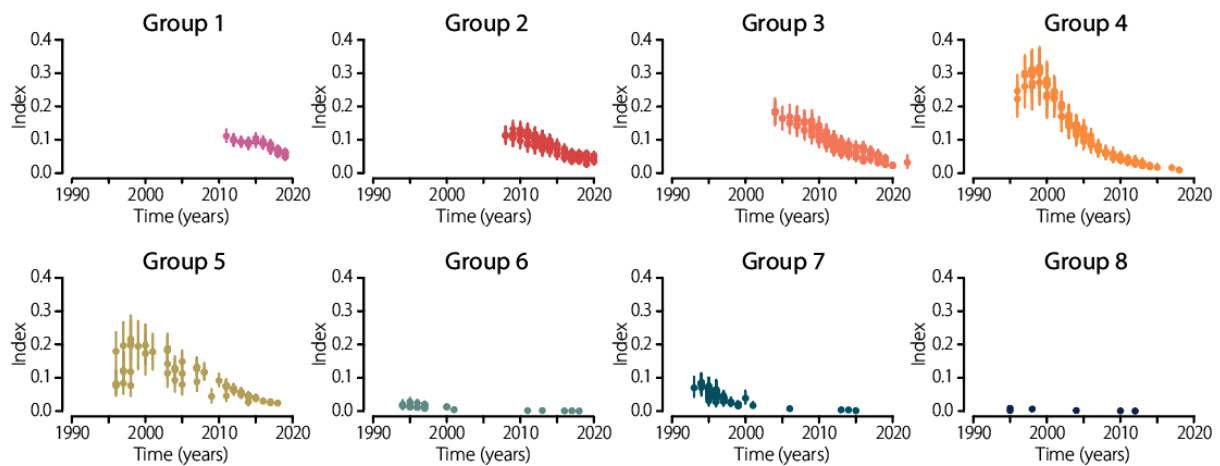 Group 1 Group 2 Group 3 Group 4
0.4 0.4 0.4 0.4
0.3 0.3 0.3 0.3
Index Index Index Index
0.2 0.2 0.2 0.2
0.1 0.1 0.1 0.1
0.0 0.0 0.0 0.0
1990 2000 2010 2020 1990 2000 2010 2020 1990 2000 2010 2020 1990 2000 2010 2020
Time (years) Time (years) Time (years) Time (years)
Group 5 Group 6 Group 7 Group 8
0.4 0.4 0.4 0.4
0.3 0.3 0.3 0.3
Index Index Index Index
0.2 0.2 0.2 0.2
0.1 0.1 0.1 0.1
0.0 0.0 0.0 0.0
1990 2000 2010 2020 1990 2000 2010 2020 1990 2000 2010 2020 1990 2000 2010 2020
Time (years) Time (years) Time (years) Time (years)